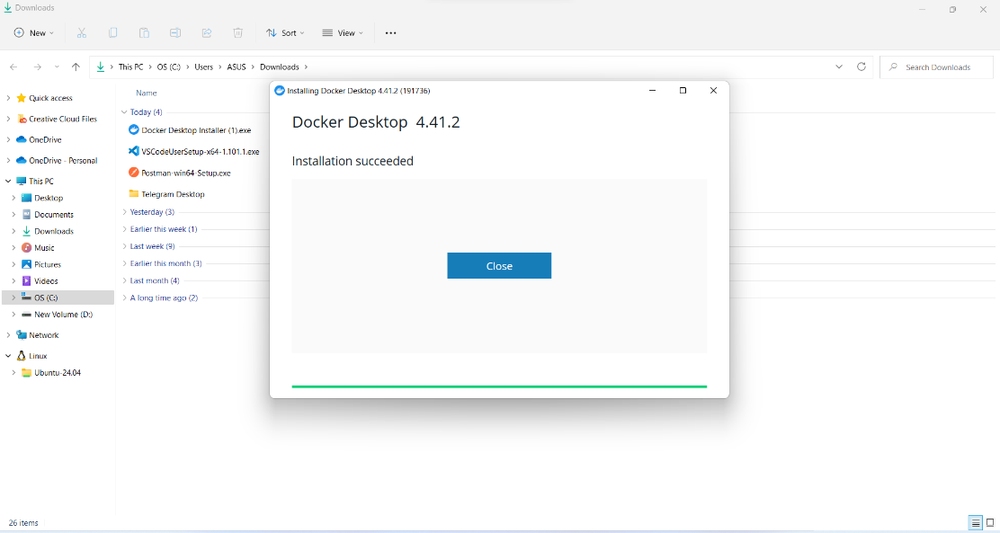 Downloads
New
Sort
View
This PC
OS (C:)
Users
ASUS
Downloads
Search Downloads
Quick access
Creative Cloud Files
OneDrive
OneDrive - Personal
This PC
Desktop
Documents
Downloads
Music
Pictures
Videos
OS (C:)
New Volume (D:)
Network
Linux
Ubuntu-24.04
Name
Today (4)
Docker Desktop Installer (1).exe
VSCodeUserSetup-x64-1.101.1.exe
Postman-win64-Setup.exe
Telegram Desktop
Yesterday (3)
Earlier this week (1)
Last week (9)
Earlier this month (3)
Last month (4)
A long time ago (2)
Installing Docker Desktop 4.41.2 (191736)
Docker Desktop 4.41.2
Installation succeeded
Close
26 items